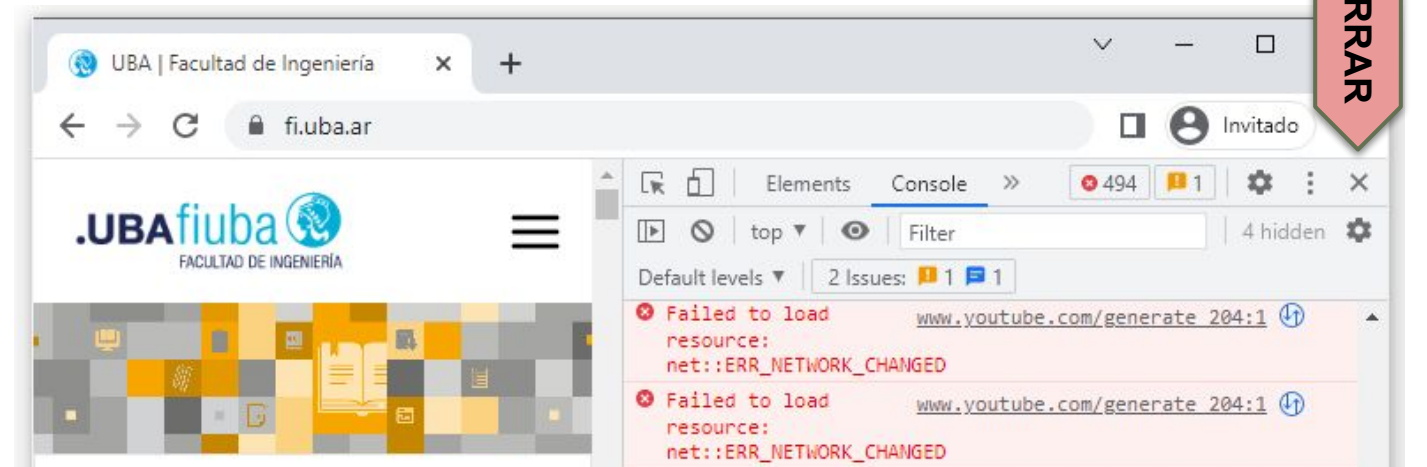 RRAR
UBA | Facultad de Ingeniería
fi.uba.ar
Invitado
.UBAfiuba
FACULTAD DE INGENIERÍA
Elements Console » 494 1
top ▼ Filter 4 hidden
Default levels ▼ 2 Issues: 1 1
Failed to load www.youtube.com/generate_204:1
resource:
net::ERR_NETWORK_CHANGED
Failed to load www.youtube.com/generate_204:1
resource:
net::ERR_NETWORK_CHANGED